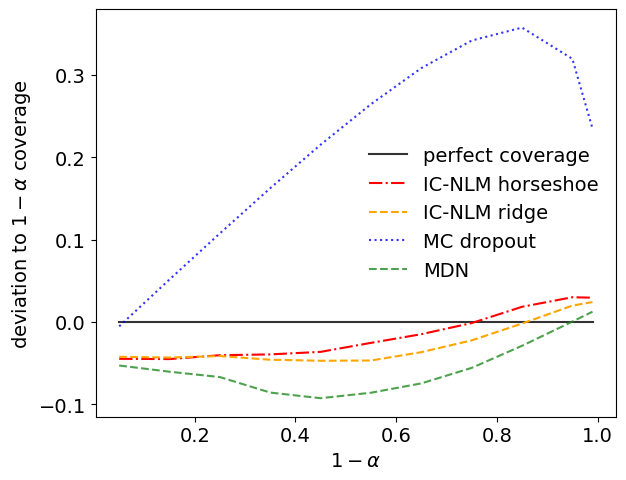 0.3
0.2
0.1
0.0
−0.1
deviation to 1 − α coverage
perfect coverage
IC-NLM horseshoe
IC-NLM ridge
MC dropout
MDN
0.2 0.4 0.6 0.8 1.0
1 − α